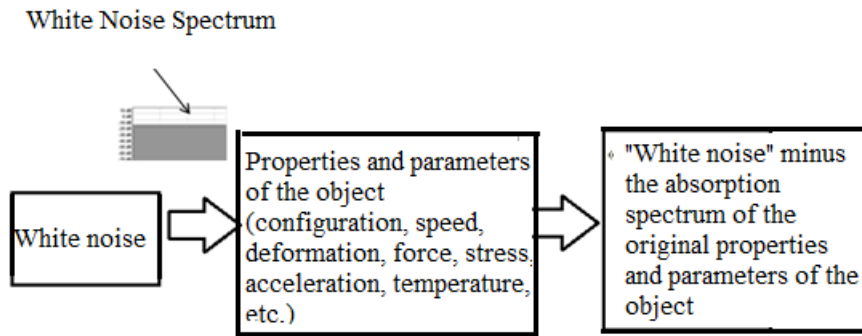 White Noise Spectrum
White noise
Properties and parameters
of the object
(configuration, speed,
deformation, force, stress,
acceleration, temperature,
etc.)
"White noise" minus
the absorption
spectrum of the
original properties
and parameters of the
object